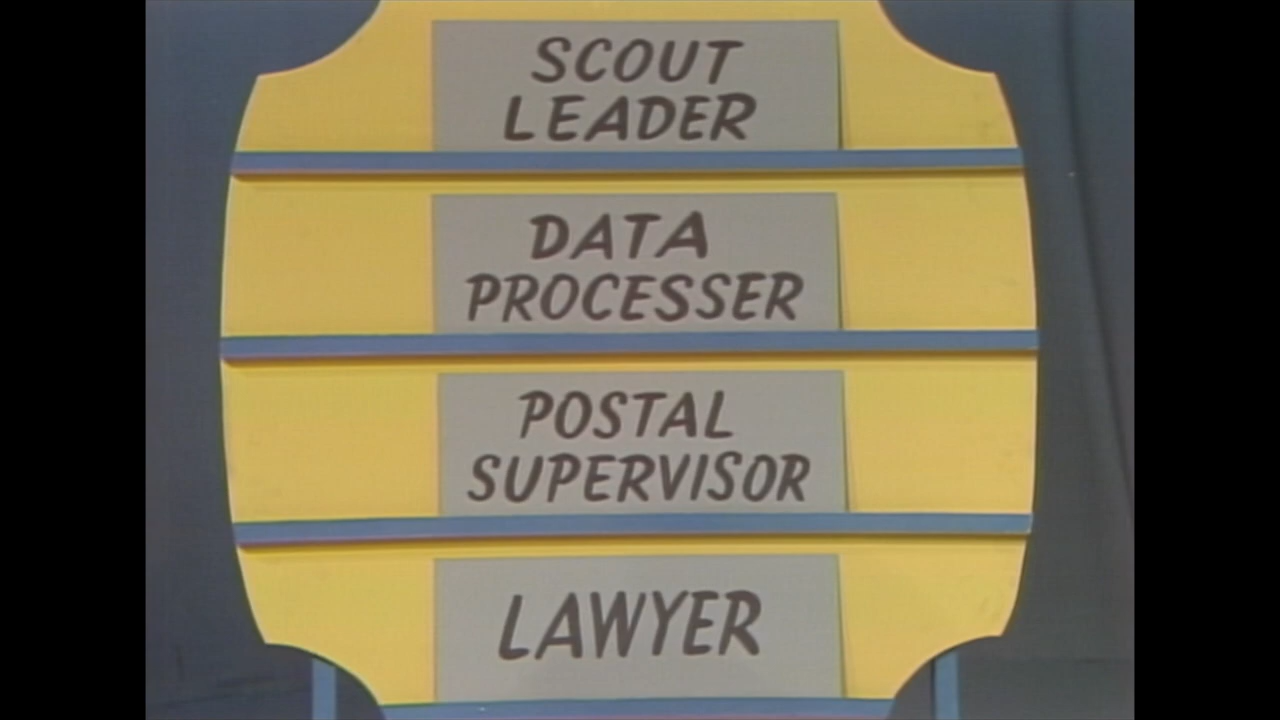 SCOUT
LEADER
DATA
PROCESSER
POSTAL
SUPERVISOR
LAWYER